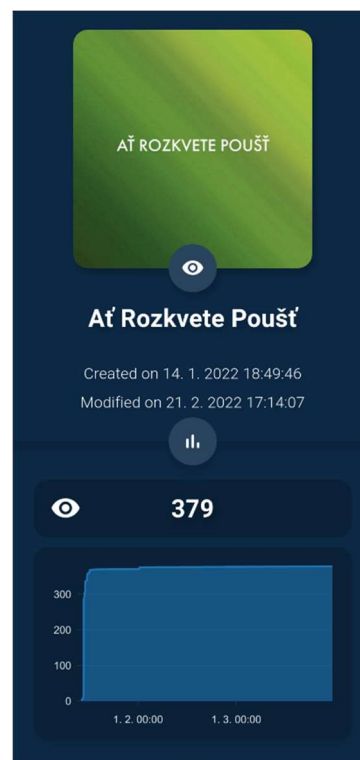 AŤ ROZKVETE POUŠŤ
Ať Rozkvete Poušť
Created on 14. 1. 2022 18:49:46
Modified on 21. 2. 2022 17:14:07
379
300
200
100
0
1. 2. 00:00 1. 3. 00:00